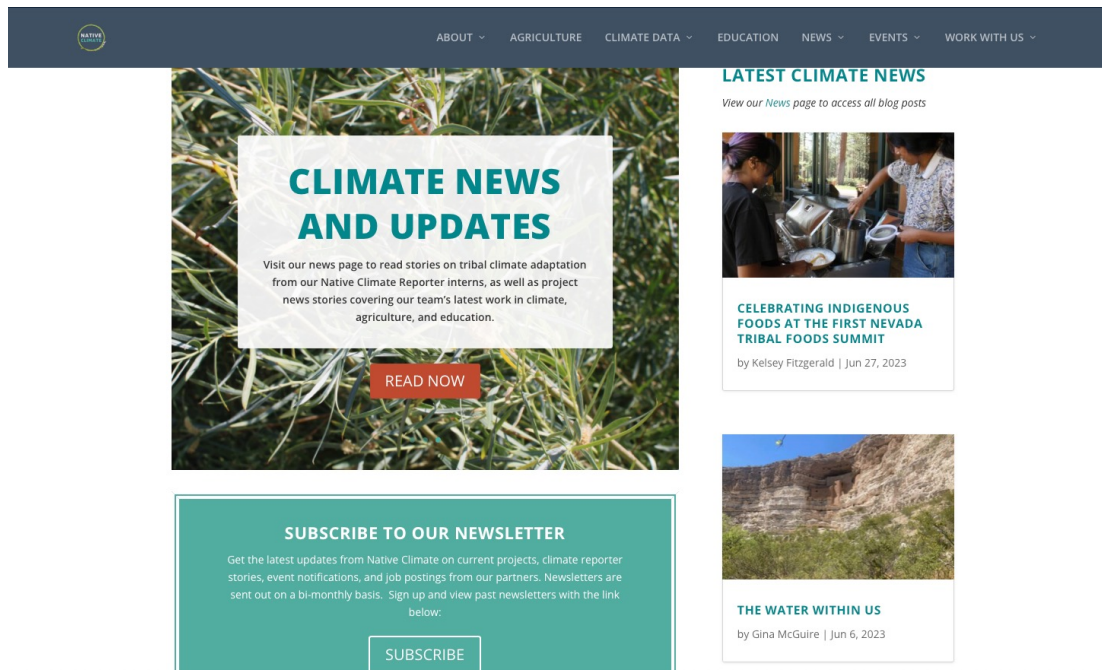 NATIVE
CLIMATE
ABOUT
AGRICULTURE
CLIMATE DATA
EDUCATION
NEWS
EVENTS
WORK WITH US
CLIMATE NEWS
AND UPDATES
Visit our news page to read stories on tribal climate adaptation
from our Native Climate Reporter interns, as well as project
news stories covering our team's latest work in climate,
agriculture, and education.
READ NOW
SUBSCRIBE TO OUR NEWSLETTER
Get the latest updates from Native Climate on current projects, climate reporter
stories, event notifications, and job postings from our partners. Newsletters are
sent out on a bi-monthly basis. Sign up and view past newsletters with the link
below:
SUBSCRIBE
LATEST CLIMATE NEWS
View our News page to access all blog posts
CELEBRATING INDIGENOUS
FOODS AT THE FIRST NEVADA
TRIBAL FOODS SUMMIT
by Kelsey Fitzgerald | Jun 27, 2023
THE WATER WITHIN US
by Gina McGuire | Jun 6, 2023